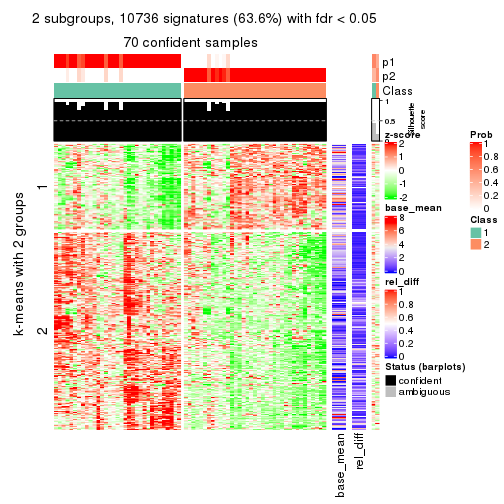 2 subgroups, 10736 signatures (63.6%) with fdr < 0.05
70 confident samples
p1
p2
Class
1
0.5
0
Silhouette
score
k-means with 2 groups
1
2
base_mean
rel_diff
z-score
2
1
0
-1
-2
base_mean
8
6
4
2
0
rel_diff
1
0.8
0.6
0.4
0.2
0
Status (barplots)
confident
ambiguous
Prob
1
0.8
0.6
0.4
0.2
0
Class
1
2